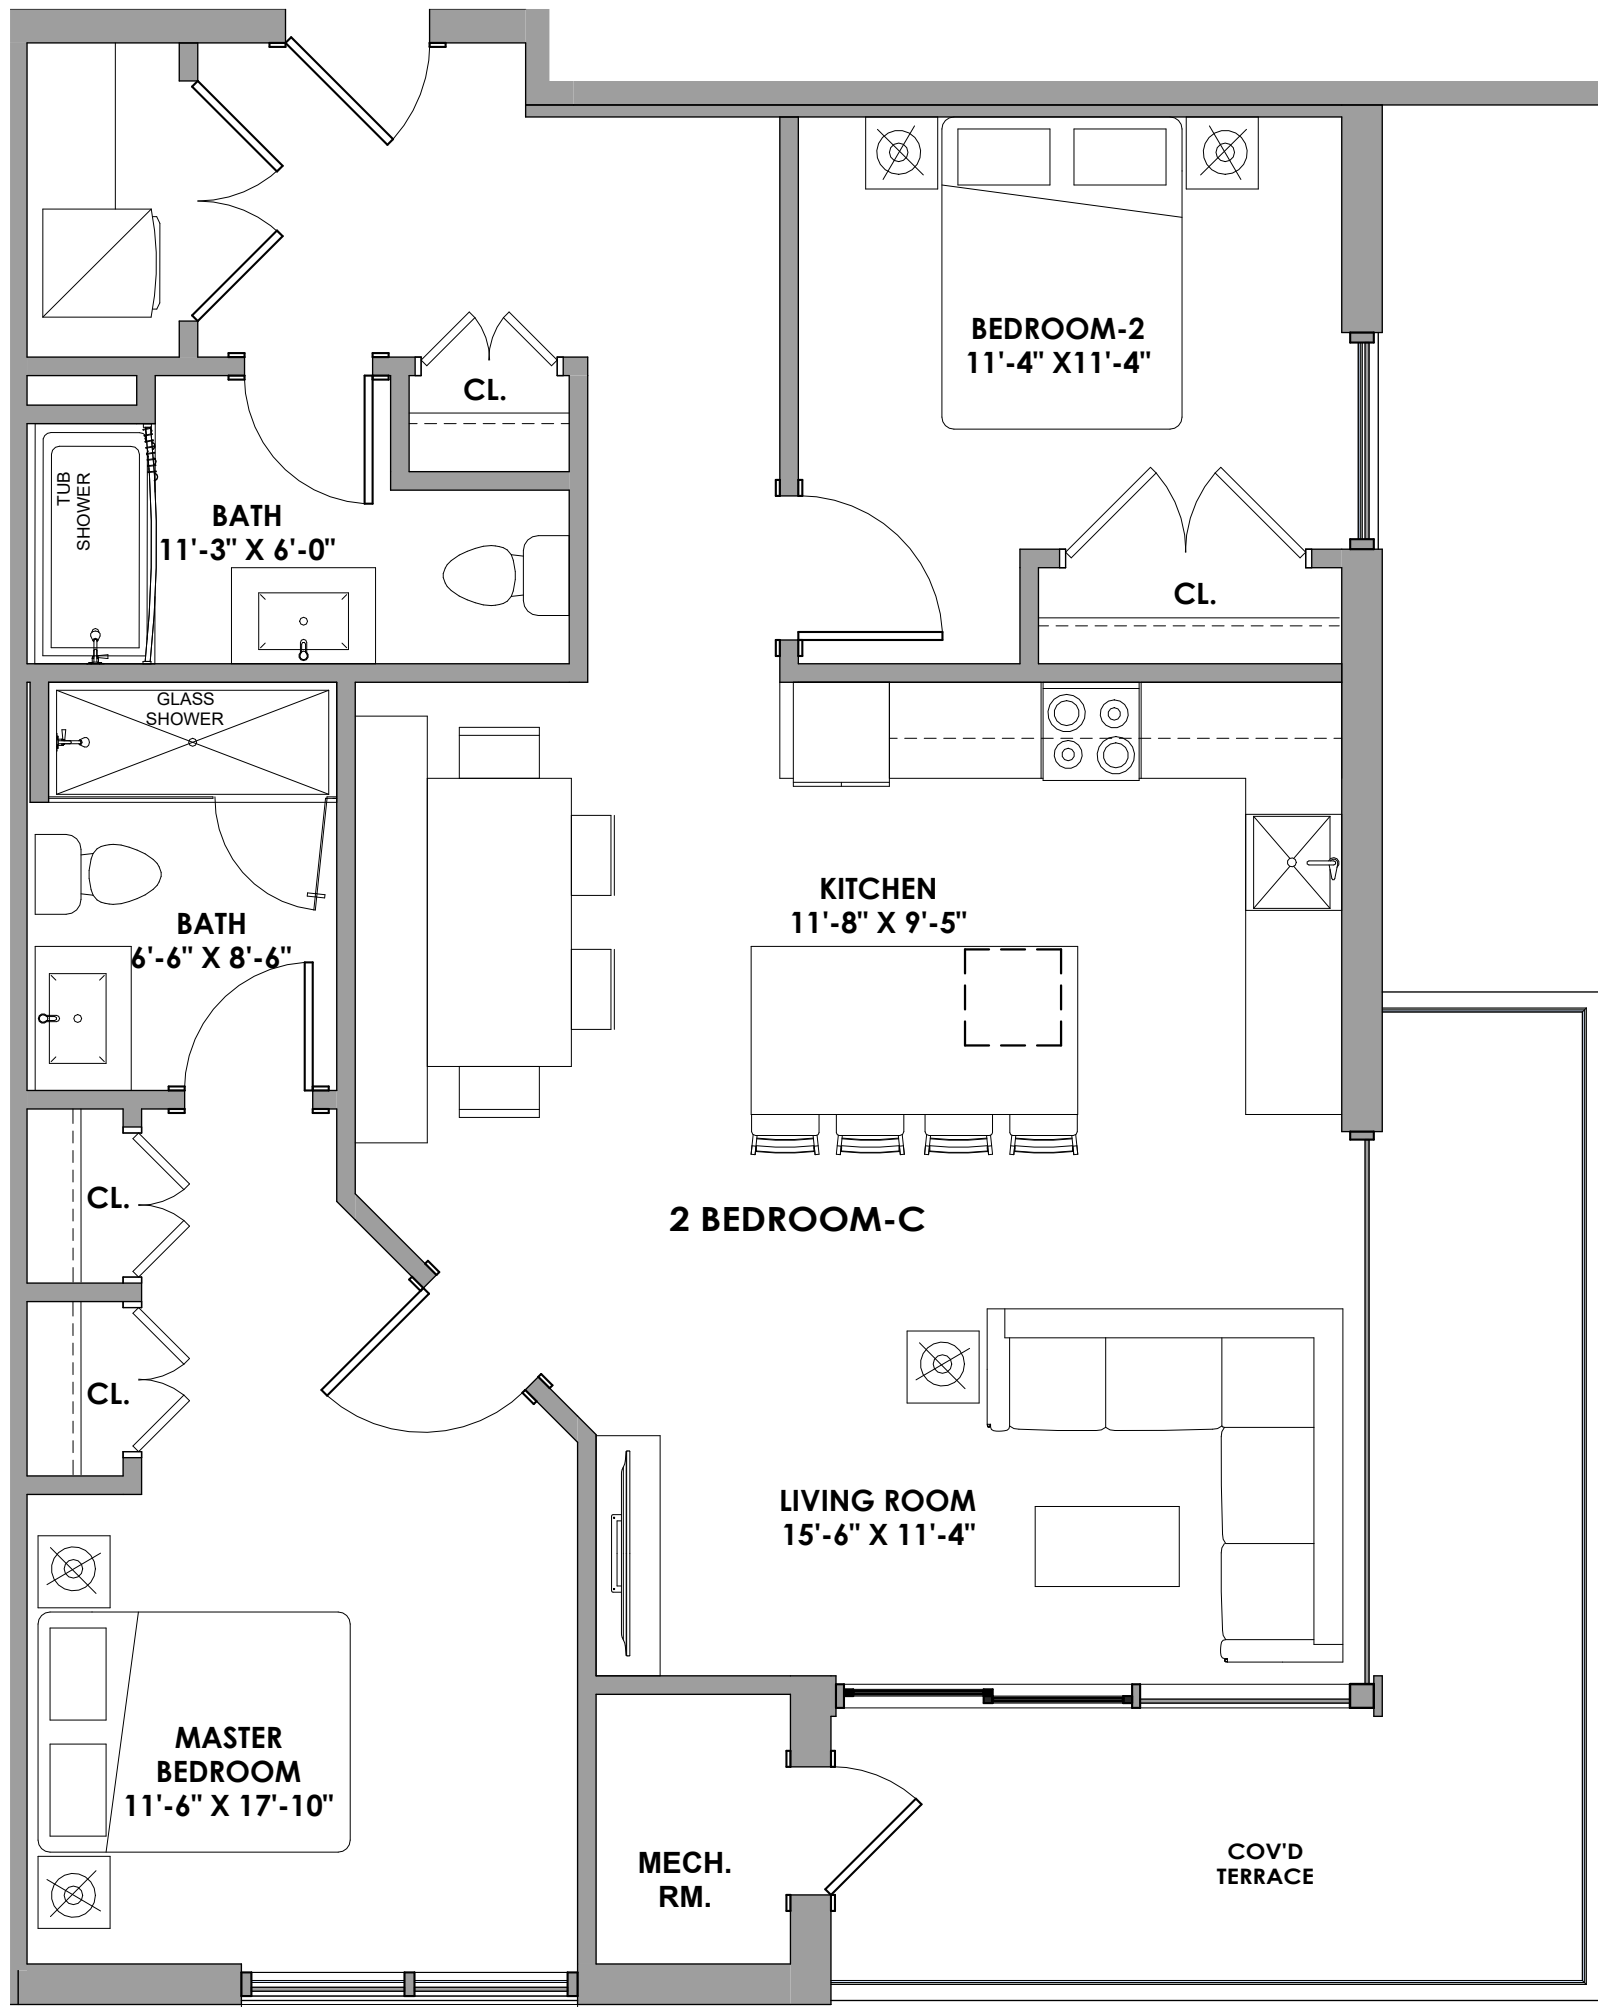 BEDROOM-2
11'-4" X11'-4"
CL.
TUB
SHOWER
BATH
11'-3" X 6'-0"
CL.
GLASS
SHOWER
KITCHEN
11'-8" X 9'-5"
BATH
6'-6" X 8'-6"
CL.
2 BEDROOM-C
CL.
LIVING ROOM
15'-6" X 11'-4"
MASTER
BEDROOM
11'-6" X 17'-10"
MECH.
RM.
COV'D
TERRACE